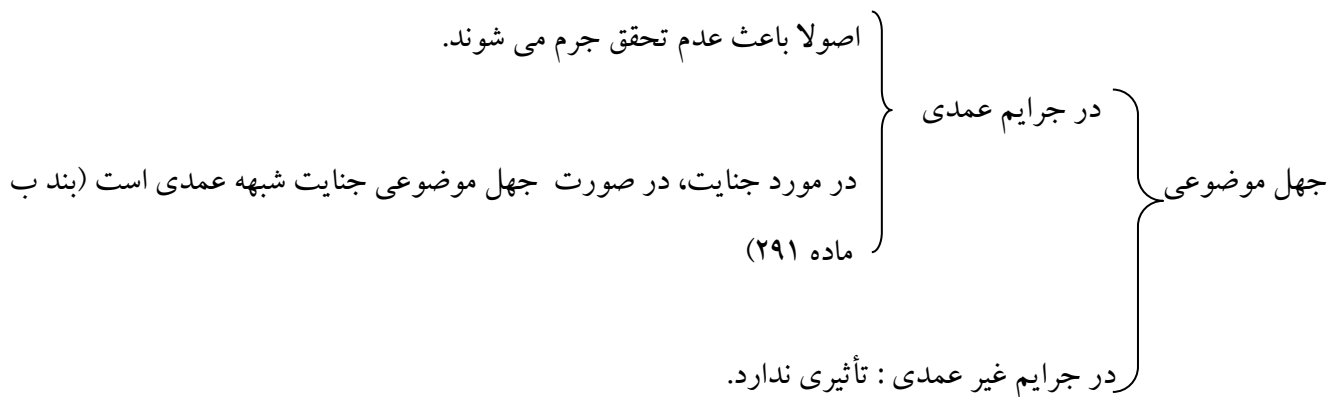 اصولا باعث عدم تحقق جرم می شوند.
در جرایم عمدی
جهل موضوعی
در مورد جنایت، در صورت جهل موضوعی جنایت شبهه عمدی است (بند ب
ماده ۲۹۱)
در جرایم غیر عمدی : تأثیری ندارد.